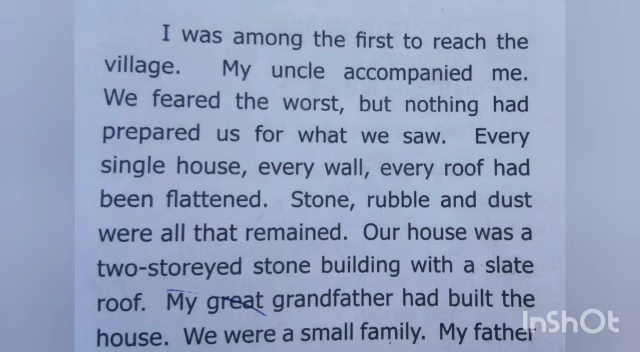 I was among the first to reach the
village. My uncle accompanied me.
We feared the worst, but nothing had
prepared us for what we saw. Every
single house, every wall, every roof had
been flattened. Stone, rubble and dust
were all that remained. Our house was a
two-storeyed stone building with a slate
roof. My great grandfather had built the
house. We were a small family. My father
InShOt